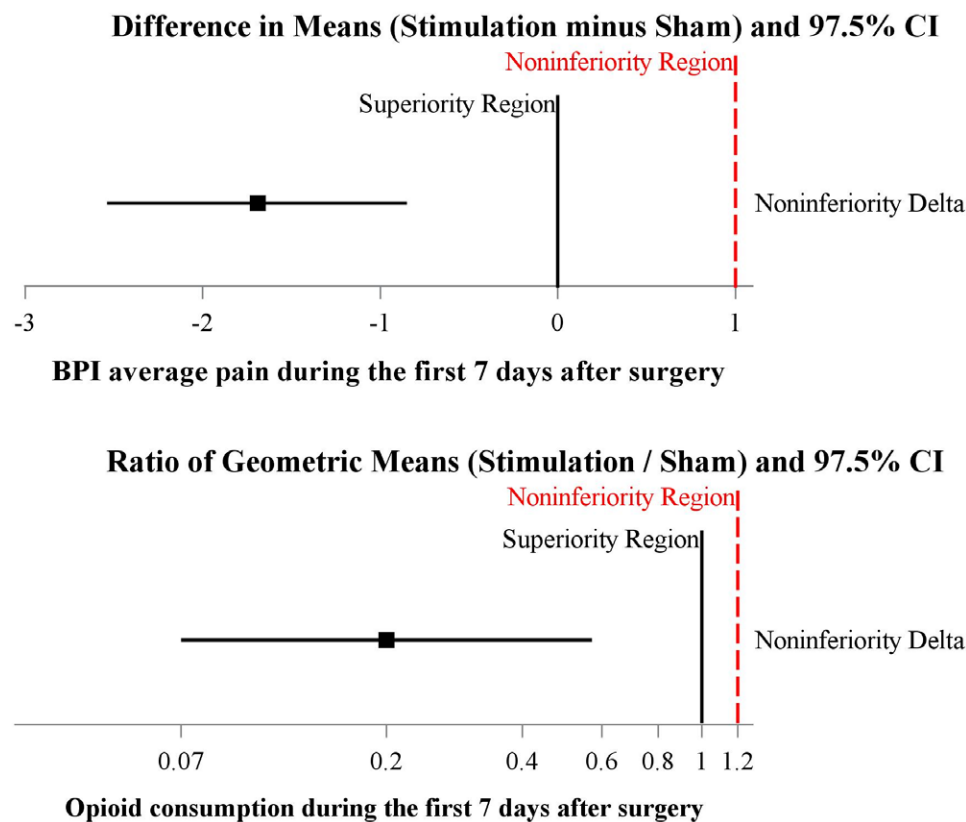 Difference in Means (Stimulation minus Sham) and 97.5% CI
Noninferiority Region
Superiority Region
Noninferiority Delta
-3 -2 -1 0 1
BPI average pain during the first 7 days after surgery
Ratio of Geometric Means (Stimulation / Sham) and 97.5% CI
Noninferiority Region
Superiority Region
Noninferiority Delta
0.07 0.2 0.4 0.6 0.8 1 1.2
Opioid consumption during the first 7 days after surgery